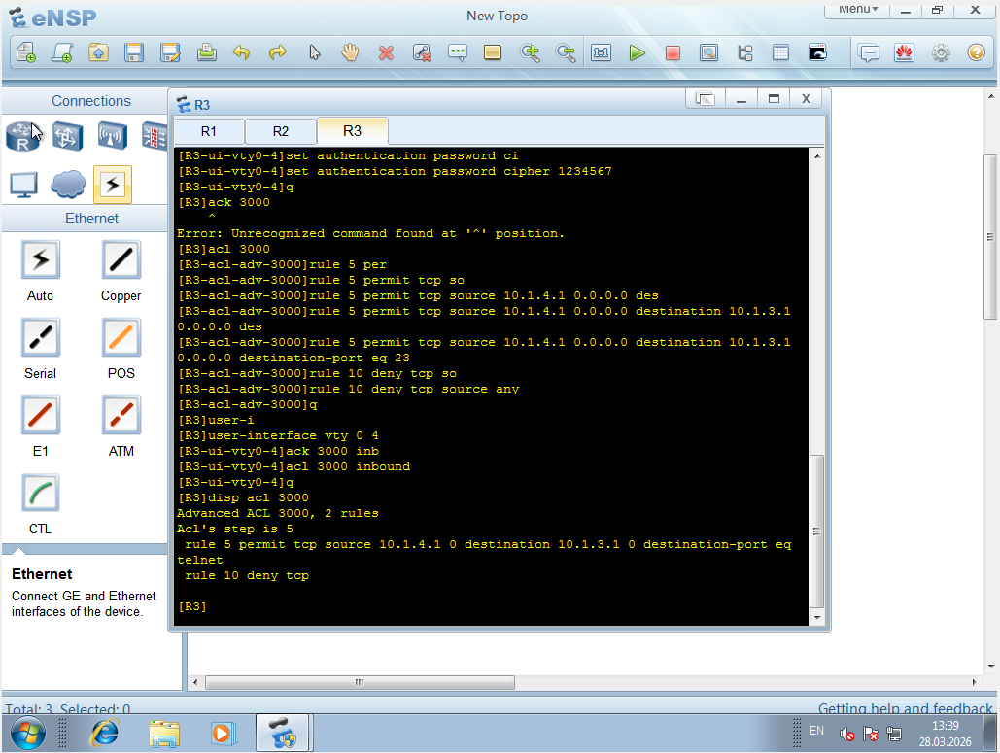 eNSP
New Topo
Menu
Connections
R3
R1
R2
R3
R
[R3-ui-vty0-4]set authentication password ci
[R3-ui-vty0-4]set authentication password cipher 1234567
[R3-ui-vty0-4]q
[R3]ack 3000
^
Error: Unrecognized command found at '^' position.
[R3]acl 3000
[R3-acl-adv-3000]rule 5 per
[R3-acl-adv-3000]rule 5 permit tcp so
[R3-acl-adv-3000]rule 5 permit tcp source 10.1.4.1 0.0.0.0 des
[R3-acl-adv-3000]rule 5 permit tcp source 10.1.4.1 0.0.0.0 destination 10.1.3.1
0.0.0.0 des
[R3-acl-adv-3000]rule 5 permit tcp source 10.1.4.1 0.0.0.0 destination 10.1.3.1
0.0.0.0 destination-port eq 23
[R3-acl-adv-3000]rule 10 deny tcp so
[R3-acl-adv-3000]rule 10 deny tcp source any
[R3-acl-adv-3000]q
[R3]user-i
[R3]user-interface vty 0 4
[R3-ui-vty0-4]ack 3000 inb
[R3-ui-vty0-4]acl 3000 inbound
[R3-ui-vty0-4]q
[R3]disp acl 3000
Advanced ACL 3000, 2 rules
Acl's step is 5
rule 5 permit tcp source 10.1.4.1 0 destination 10.1.3.1 0 destination-port eq
telnet
rule 10 deny tcp
[R3]
Ethernet
Auto
Copper
Serial
POS
E1
ATM
CTL
Ethernet
Connect GE and Ethernet
interfaces of the device.
Total: 3 Selected: 0
Getting help and feedback
EN
13:39
28.03.2026